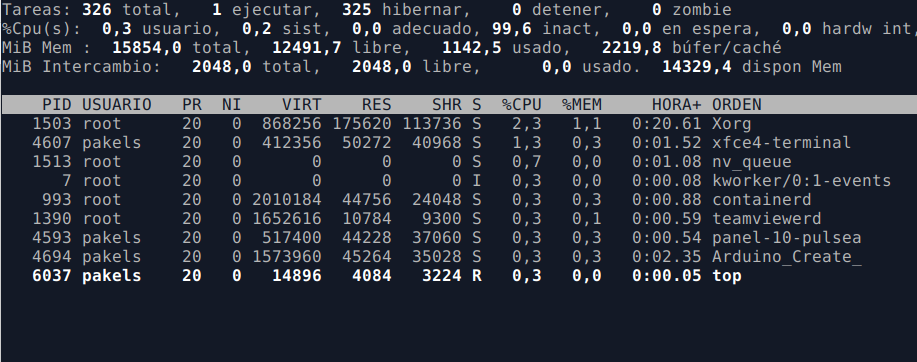 Tareas: 326 total, 1 ejecutar, 325 hibernar, 0 detener, 0 zombie
%Cpu(s): 0,3 usuario, 0,2 sist, 0,0 adecuado, 99,6 inact, 0,0 en espera, 0,0 hardw int,
MiB Mem : 15854,0 total, 12491,7 libre, 1142,5 usado, 2219,8 búfer/caché
MiB Intercambio: 2048,0 total, 2048,0 libre, 0,0 usado. 14329,4 dispon Mem
PID USUARIO PR NI VIRT RES SHR S %CPU %MEM HORA+ ORDEN
1503 root 20 0 868256 175620 113736 S 2,3 1,1 0:20.61 Xorg
4607 pakels 20 0 412356 50272 40968 S 1,3 0,3 0:01.52 xfce4-terminal
1513 root 20 0 0 0 0 S 0,7 0,0 0:01.08 nv_queue
7 root 20 0 0 0 0 I 0,3 0,0 0:00.08 kworker/0:1-events
993 root 20 0 2010184 44756 24048 S 0,3 0,3 0:00.88 containerd
1390 root 20 0 1652616 10784 9300 S 0,3 0,1 0:00.59 teamviewerd
4593 pakels 20 0 517400 44228 37060 S 0,3 0,3 0:00.54 panel-10-pulsea
4694 pakels 20 0 1573960 45264 35028 S 0,3 0,3 0:02.35 Arduino_Create_
6037 pakels 20 0 14896 4084 3224 R 0,3 0,0 0:00.05 top